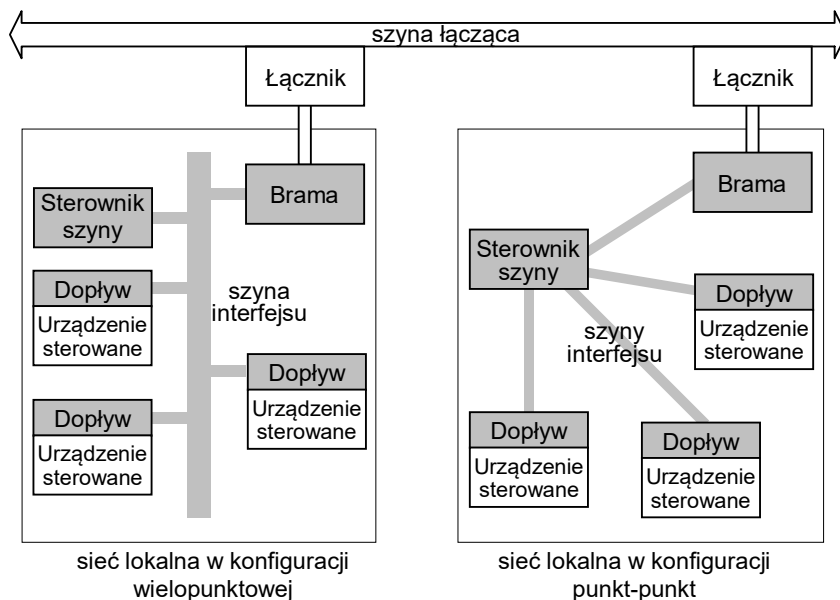 szyna łącząca
Łącznik
Brama
Sterownik
szyny
Dopływ
Urządzenie
sterowane
szyna
interfejsu
Dopływ
Urządzenie
sterowane
Dopływ
Urządzenie
sterowane
sieć lokalna w konfiguracji
wielopunktowej
Łącznik
Brama
Sterownik
szyny
Dopływ
Urządzenie
sterowane
szyny
interfejsu
Dopływ
Urządzenie
sterowane
Dopływ
Urządzenie
sterowane
sieć lokalna w konfiguracji
punkt-punkt